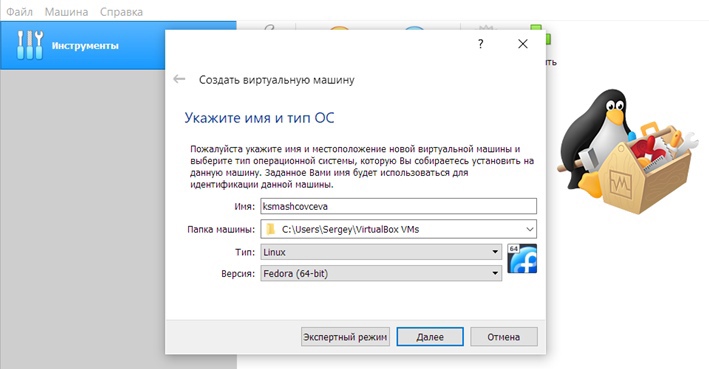 Файл Машина Справка
Инструменты
?
Создать виртуальную машину
Укажите имя и тип ОС
Пожалуйста укажите имя и местоположение новой виртуальной машины и
выберите тип операционной системы, которую Вы собираетесь установить на
данную машину. Заданное Вами имя будет использоваться для
идентификации данной машины.
Имя: ksmashcovceva
Папка машины: C:\Users\Sergey\VirtualBox VMs
Тип: Linux
64
Версия: Fedora (64-bit)
Экспертный режим Далее Отмена